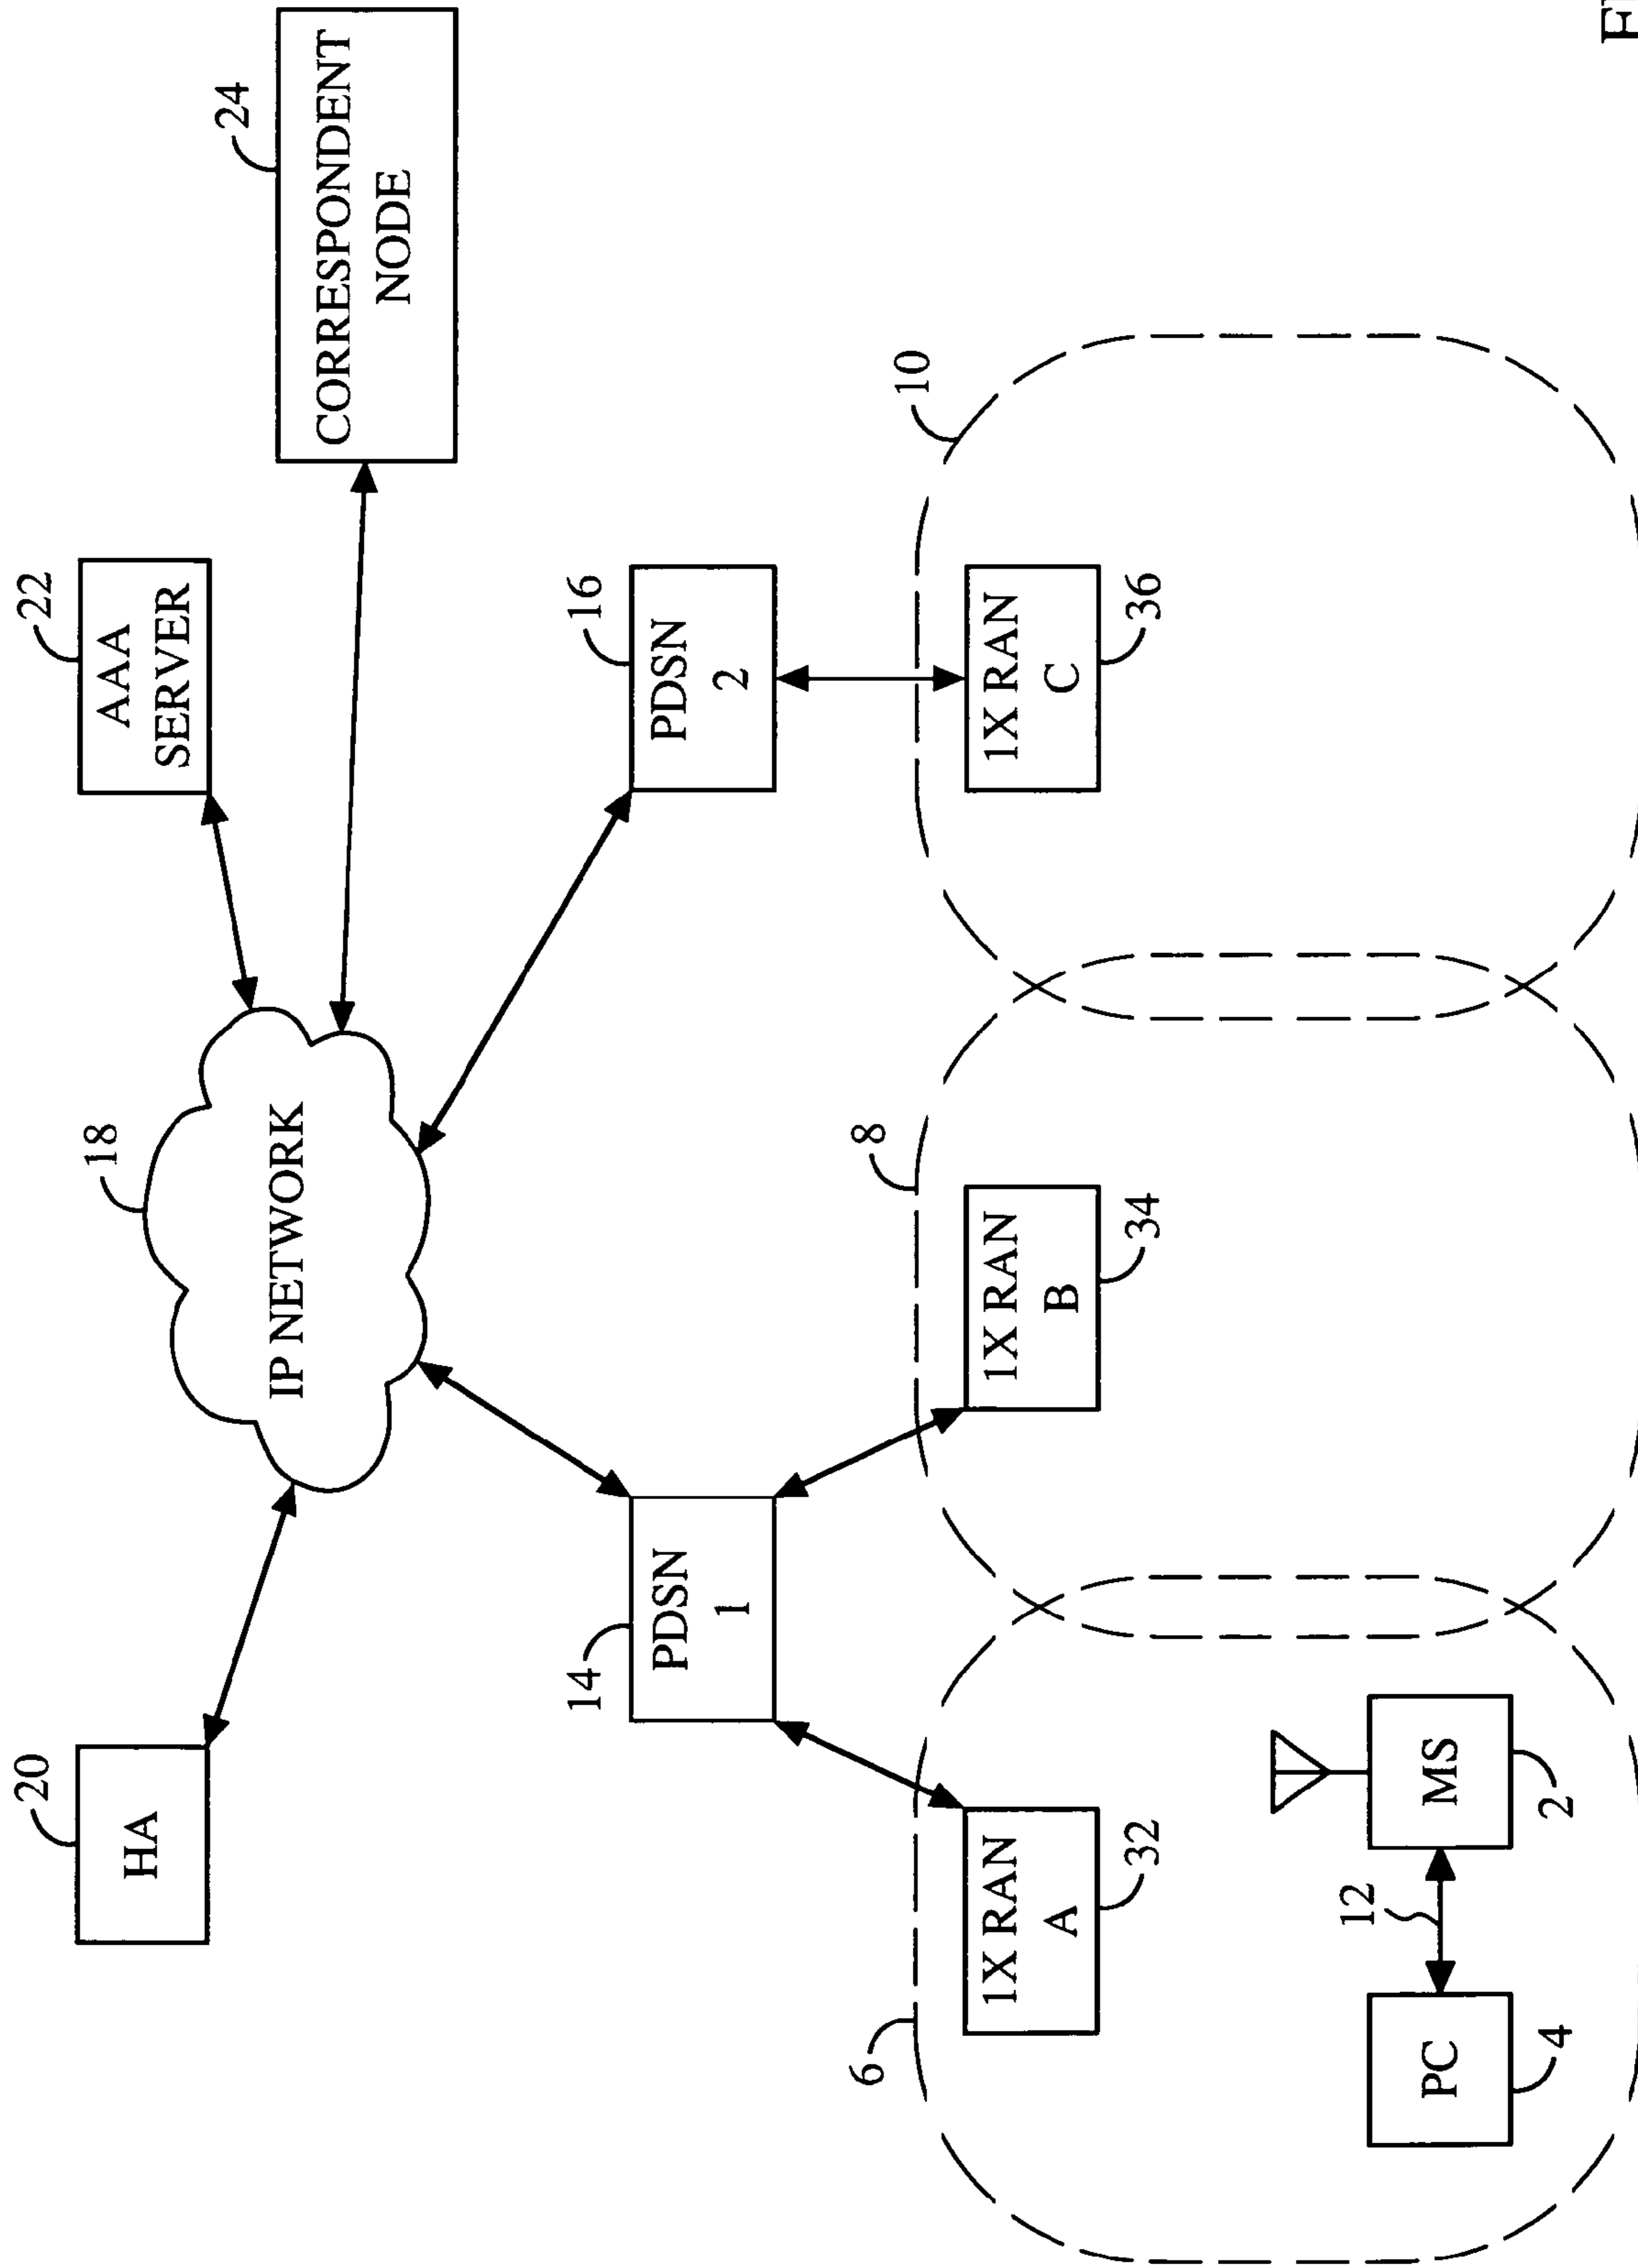 20
HA
18
IP NETWORK
22
AAA
SERVER
24
CORRESPONDENT
NODE
14
PDSN
1
16
PDSN
2
6
1X RAN
A
32
8
1X RAN
B
34
10
1X RAN
C
36
PC
4
12
MS
2